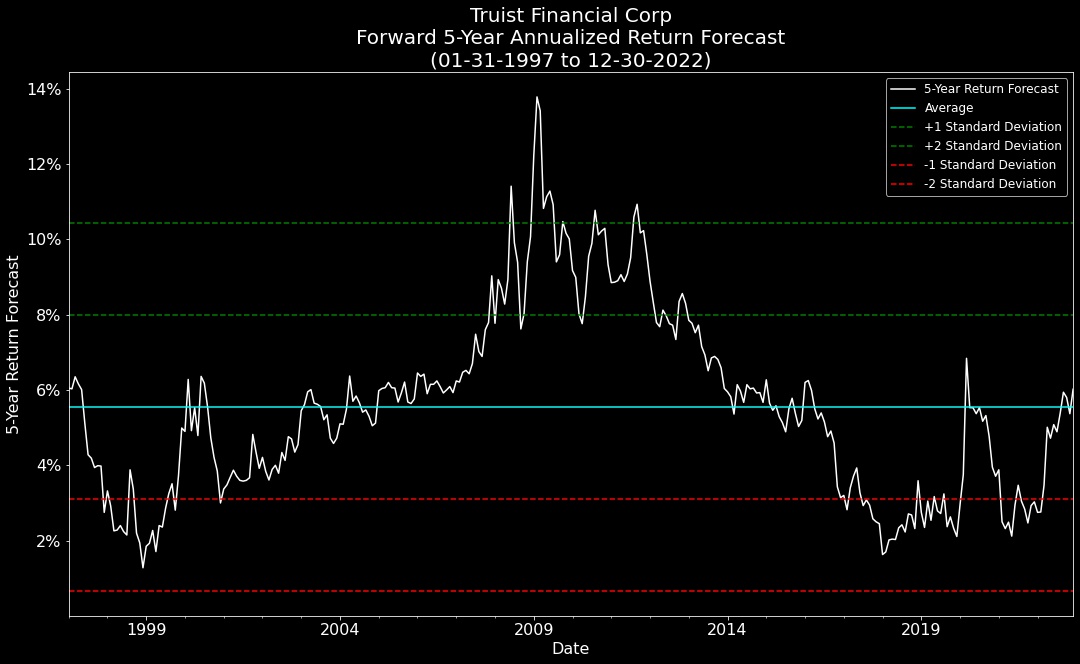 Truist Financial Corp
Forward 5-Year Annualized Return Forecast
(01-31-1997 to 12-30-2022)
5-Year Return Forecast
Average
+1 Standard Deviation
+2 Standard Deviation
-1 Standard Deviation
-2 Standard Deviation
5-Year Return Forecast
14%
12%
10%
8%
6%
4%
2%
1999
2004
2009
2014
2019
Date